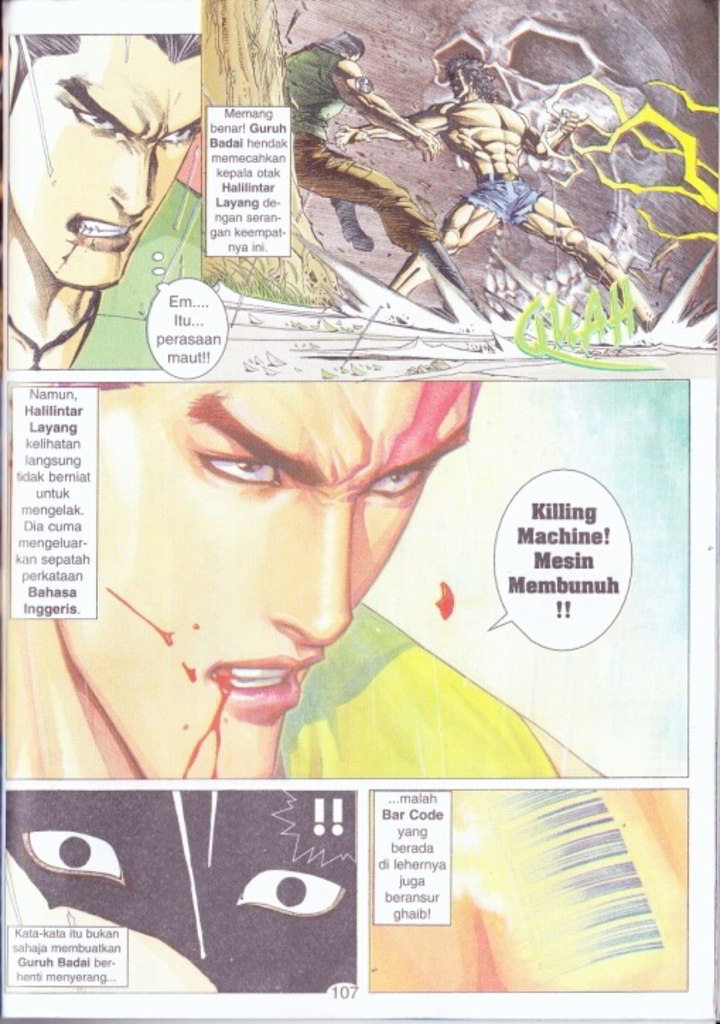 Memang
benar! Guruh
Badai hendak
memecahkan
kepala otak
Halilintar
Layang de-
ngan seran-
gan keempat-
nya ini.
Em....
Itu...
perasaan
maut!!
GWAH
Namun,
Halilintar
Layang
kelihatan
langsung
tidak berniat
untuk
mengelak.
Dia cuma
mengeluar-
kan sepatah
perkataan
Bahasa
Inggeris.
Killing
Machine!
Mesin
Membunuh
!!
!!
Kata-kata itu bukan
sahaja membuatkan
Guruh Badai ber-
henti menyerang...
...malah
Bar Code
yang
berada
di lehernya
juga
beransur
ghaib!
107